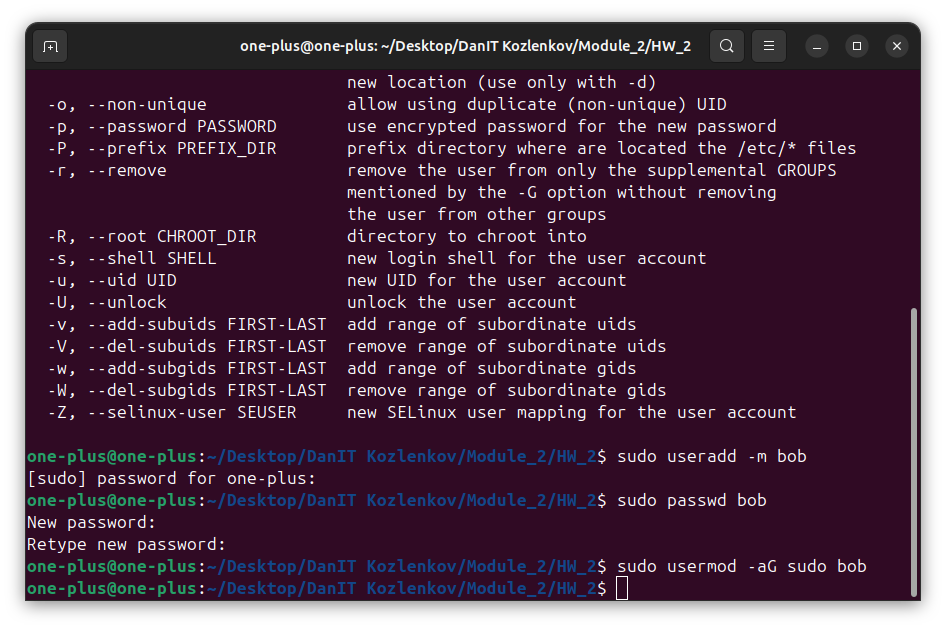 one-plus@one-plus: ~/Desktop/DanIT Kozlenkov/Module_2/HW_2
new location (use only with -d)
-o, --non-unique allow using duplicate (non-unique) UID
-p, --password PASSWORD use encrypted password for the new password
-P, --prefix PREFIX_DIR prefix directory where are located the /etc/* files
-r, --remove remove the user from only the supplemental GROUPS
mentioned by the -G option without removing
the user from other groups
-R, --root CHROOT_DIR directory to chroot into
-s, --shell SHELL new login shell for the user account
-u, --uid UID new UID for the user account
-U, --unlock unlock the user account
-v, --add-subuids FIRST-LAST add range of subordinate uids
-V, --del-subuids FIRST-LAST remove range of subordinate uids
-w, --add-subgids FIRST-LAST add range of subordinate gids
-W, --del-subgids FIRST-LAST remove range of subordinate gids
-Z, --selinux-user SEUSER new SELinux user mapping for the user account
one-plus@one-plus:~/Desktop/DanIT Kozlenkov/Module_2/HW_2$ sudo useradd -m bob
[sudo] password for one-plus:
one-plus@one-plus:~/Desktop/DanIT Kozlenkov/Module_2/HW_2$ sudo passwd bob
New password:
Retype new password:
one-plus@one-plus:~/Desktop/DanIT Kozlenkov/Module_2/HW_2$ sudo usermod -aG sudo bob
one-plus@one-plus:~/Desktop/DanIT Kozlenkov/Module_2/HW_2$